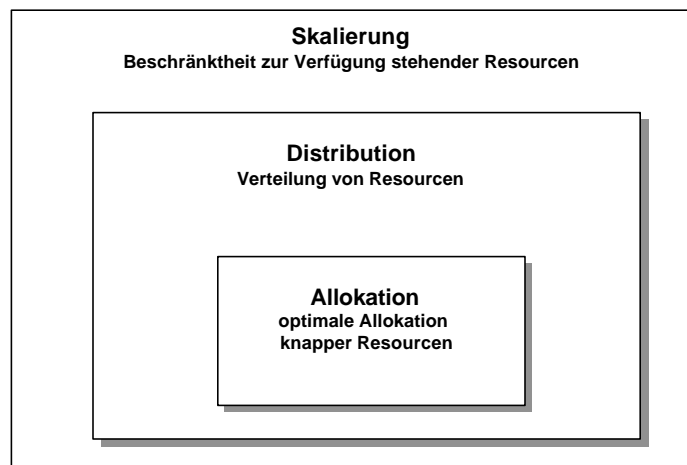 Skalierung
Beschränktheit zur Verfügung stehender Resourcen
Distribution
Verteilung von Resourcen
Allokation
optimale Allokation
knapper Resourcen